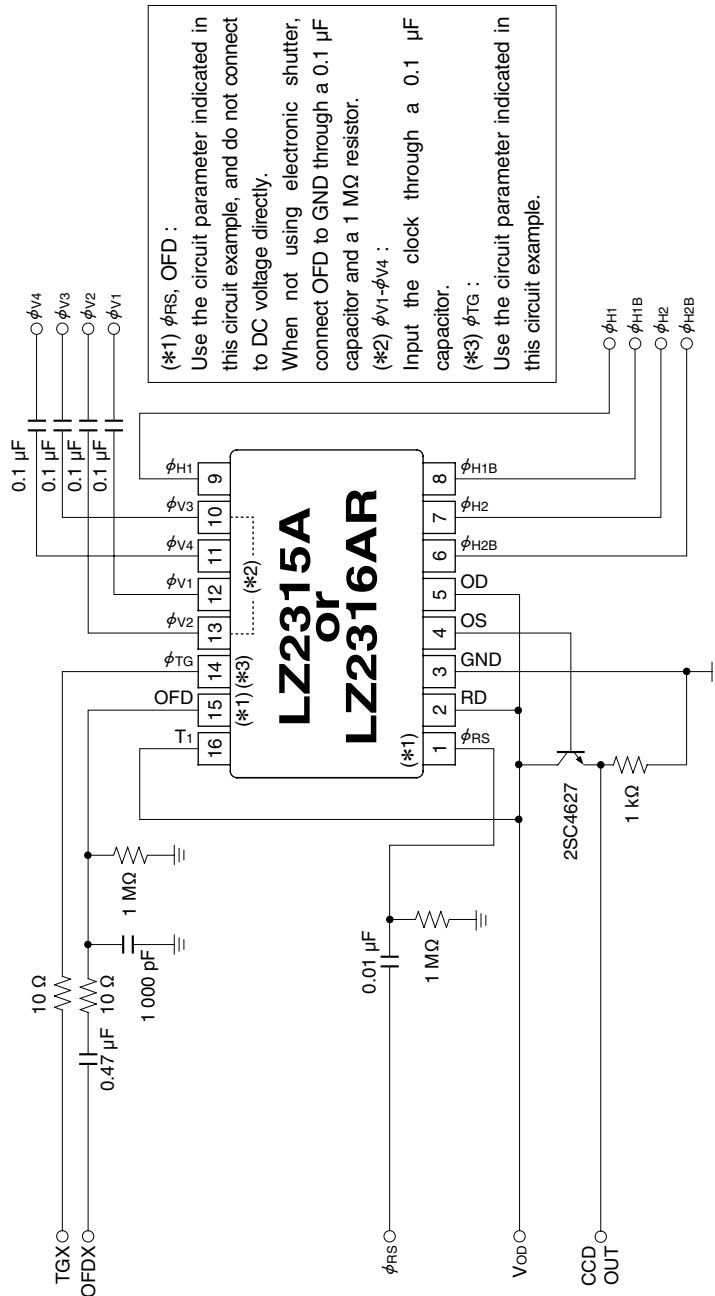 (*1) ϕRS, OFD :
Use the circuit parameter indicated in
this circuit example, and do not connect
to DC voltage directly.
When not using electronic shutter,
connect OFD to GND through a 0.1 µF
capacitor and a 1 MΩ resistor.
(*2) ϕV1-ϕV4 :
Input the clock through a 0.1 µF
capacitor.
(*3) ϕTG :
Use the circuit parameter indicated in
this circuit example.
ϕV4
ϕV3
ϕV2
ϕV1
0.1 µF
0.1 µF
0.1 µF
0.1 µF
TGX
OFDX
10 Ω
10 Ω
0.47 µF
1 000 pF
1 MΩ
T1
OFD
ϕTG
ϕV2
ϕV1
ϕV4
ϕV3
ϕH1
16
15
14
13
12
11
10
9
(*1)
(*3)
(*2)
LZ2315A
or
LZ2316AR
(*1)
1
2
3
4
5
6
7
8
ϕRS
RD
GND
OS
OD
ϕH2B
ϕH2
ϕH1B
ϕRS
0.01 µF
1 MΩ
VOD
CCD
OUT
2SC4627
1 kΩ
ϕH1
ϕH1B
ϕH2
ϕH2B